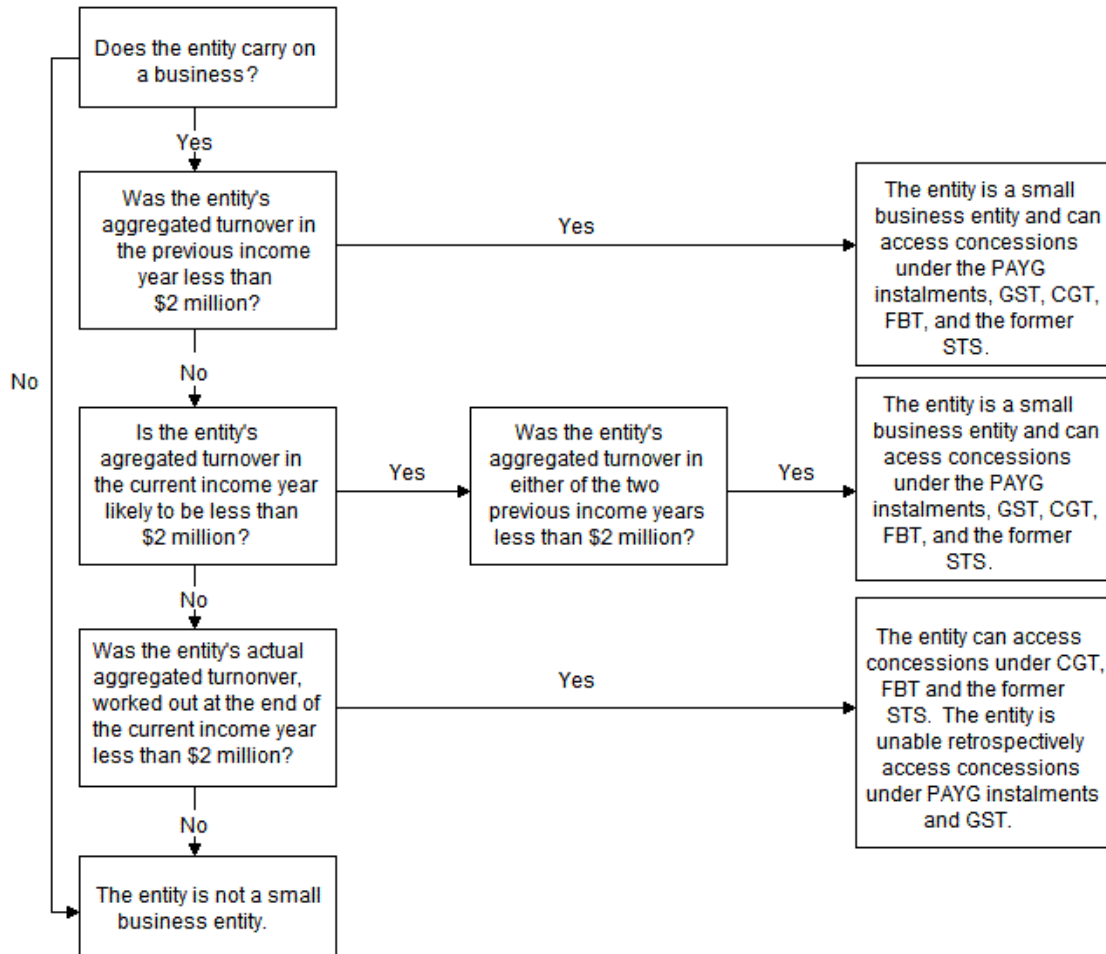 Does the entity carry on
a business?
Yes
Was the entity's
aggregated turnover in
the previous income
year less than
$2 million?
Yes
The entity is a small
business entity and can
access concessions
under the PAYG
instalments, GST, CGT,
FBT, and the former
STS.
No
No
Is the entity's
agregated turnover in
the current income year
likely to be less than
$2 million?
Yes
Was the entity's
aggregated turnover in
either of the two
previous income years
less than $2 million?
Yes
The entity is a small
business entity and can
acess concessions
under the PAYG
instalments, GST, CGT,
FBT, and the former
STS.
No
Was the entity's actual
aggregated turnonver,
worked out at the end of
the current income year
less than $2 million?
Yes
The entity can access
concessions under CGT,
FBT and the former
STS. The entity is
unable retrospectively
access concessions
under PAYG instalments
and GST.
No
The entity is not a small
business entity.